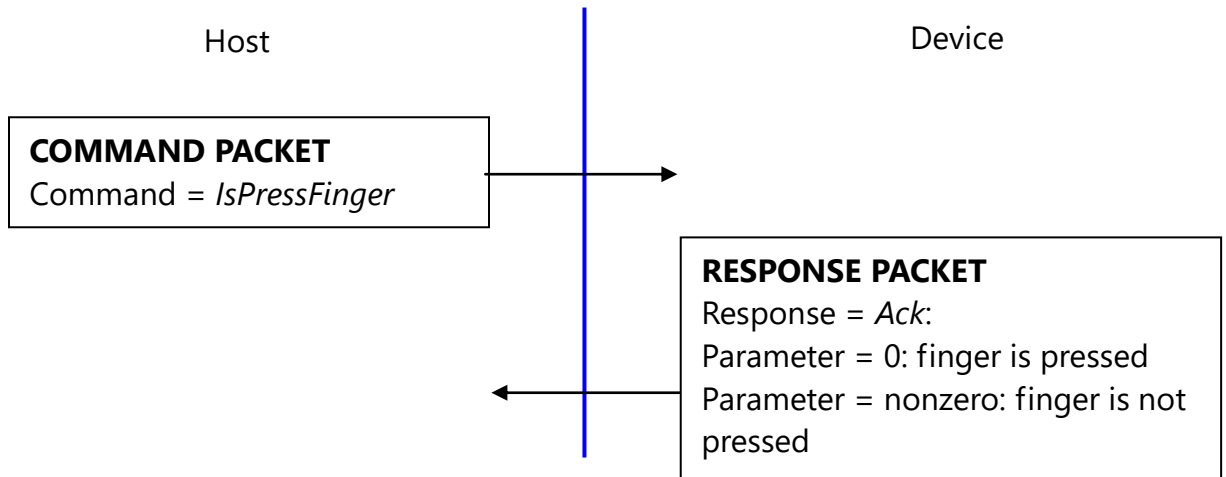 Host
Device
COMMAND PACKET
Command = IsPressFinger
RESPONSE PACKET
Response = Ack:
Parameter = 0: finger is pressed
Parameter = nonzero: finger is not
pressed